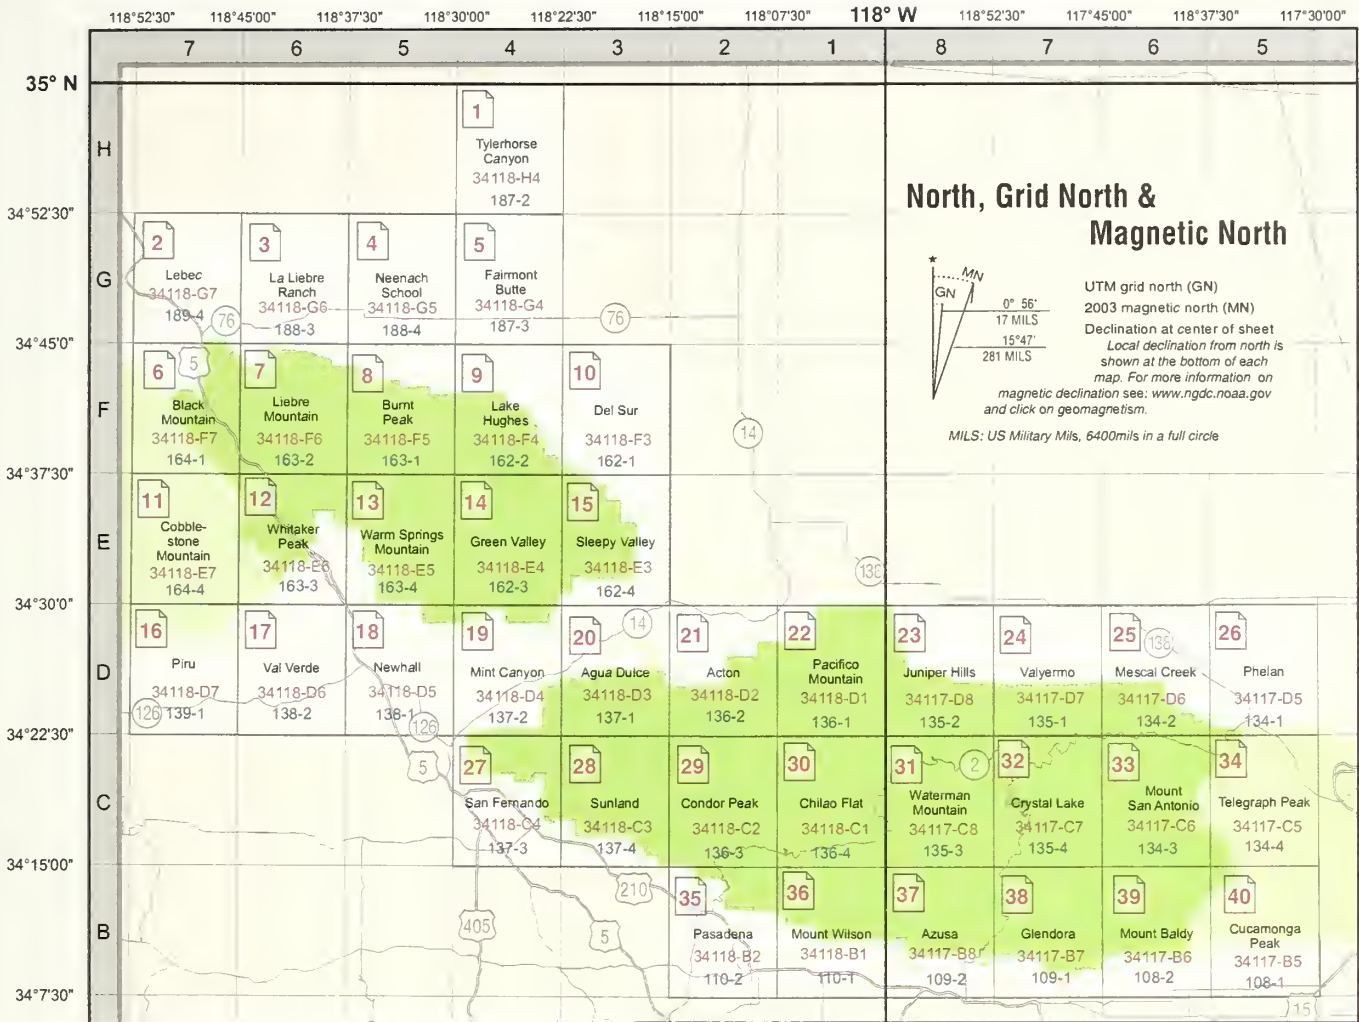 118°52'30" 118°45'00" 118°37'30" 118°30'00" 118°22'30" 118°15'00" 118°07'30" 118° W 118°52'30" 117°45'00" 118°37'30" 117°30'00"
7 6 5 4 3 2 1 8 7 6 5
35° N
H
1
Tylerhorse
Canyon
34118-H4
187-2
North, Grid North &
Magnetic North
MN
GN
0° 56'
17 MILS
15°47'
281 MILS
UTM grid north (GN)
2003 magnetic north (MN)
Declination at center of sheet
Local declination from north is
shown at the bottom of each
map. For more information on
magnetic declination see: www.ngdc.noaa.gov
and click on geomagnetism.
MILS: US Military Mils, 6400mils in a full circle
34°52'30"
G
2
Lebec
34118-G7
189-4
3
La Liebre
Ranch
34118-G6
188-3
4
Neenach
School
34118-G5
188-4
5
Fairmont
Butte
34118-G4
187-3
76
76
34°45'00"
F
6
Black
Mountain
34118-F7
164-1
5
7
Liebre
Mountain
34118-F6
163-2
8
Burnt
Peak
34118-F5
163-1
9
Lake
Hughes
34118-F4
162-2
10
Del Sur
34118-F3
162-1
14
34°37'30"
E
11
Cobble-
stone
Mountain
34118-E7
164-4
12
Whitaker
Peak
34118-E6
163-3
13
Warm Springs
Mountain
34118-E5
163-4
14
Green Valley
34118-E4
162-3
15
Sleepy Valley
34118-E3
162-4
138
34°30'0"
D
16
Piru
34118-D7
139-1
126
17
Val Verde
34118-D6
138-2
18
Newhall
34118-D5
138-1
126
19
Mint Canyon
34118-D4
137-2
20
14
Agua Dulce
34118-D3
137-1
21
Acton
34118-D2
136-2
22
Pacifico
Mountain
34118-D1
136-1
23
Juniper Hills
34117-D8
135-2
24
Valyermo
34117-D7
135-1
25
138
Mescal Creek
34117-D6
134-2
26
Phelan
34117-D5
134-1
34°22'30"
C
5
27
San Fernando
34118-C4
137-3
28
Sunland
34118-C3
137-4
29
Condor Peak
34118-C2
136-3
30
Chilao Flat
34118-C1
136-4
31
2
Waterman
Mountain
34117-C8
135-3
32
Crystal Lake
34117-C7
135-4
33
Mount
San Antonio
34117-C6
134-3
34
Telegraph Peak
34117-C5
134-4
34°15'00"
B
405
5
210
35
Pasadena
34118-B2
110-2
36
Mount Wilson
34118-B1
110-1
37
Azusa
34117-B8
109-2
38
Glendora
34117-B7
109-1
39
Mount Baldy
34117-B6
108-2
40
Cucamonga
Peak
34117-B5
108-1
15
34°7'30"